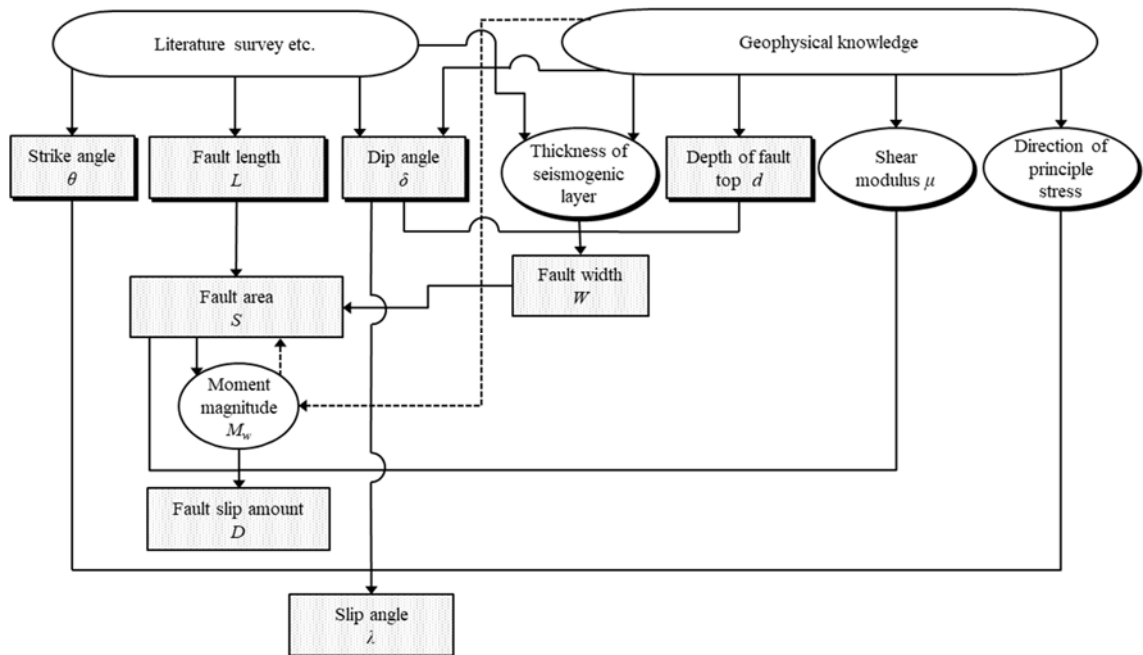 Literature survey etc.
Geophysical knowledge
Strike angle
θ
Fault length
L
Dip angle
δ
Thickness of
seismogenic
layer
Depth of fault
top d
Shear
modulus μ
Direction of
principle
stress
Fault width
W
Fault area
S
Moment
magnitude
Mw
Fault slip amount
D
Slip angle
λ